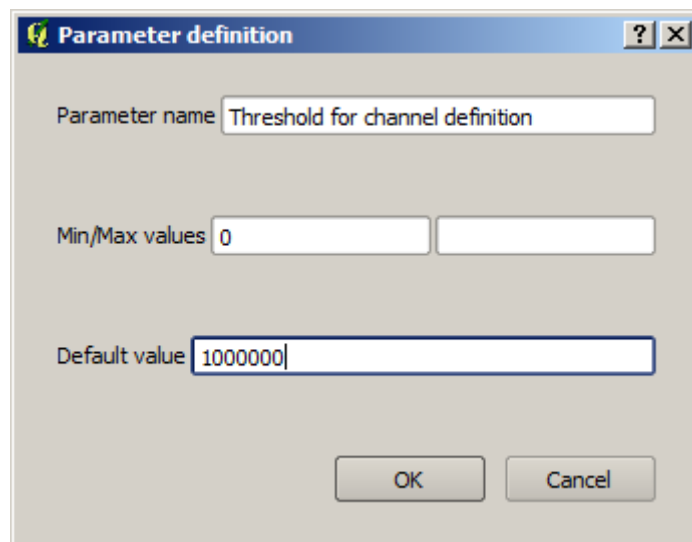 Parameter definition
Parameter name Threshold for channel definition
Min/Max values 0
Default value 1000000
OK Cancel